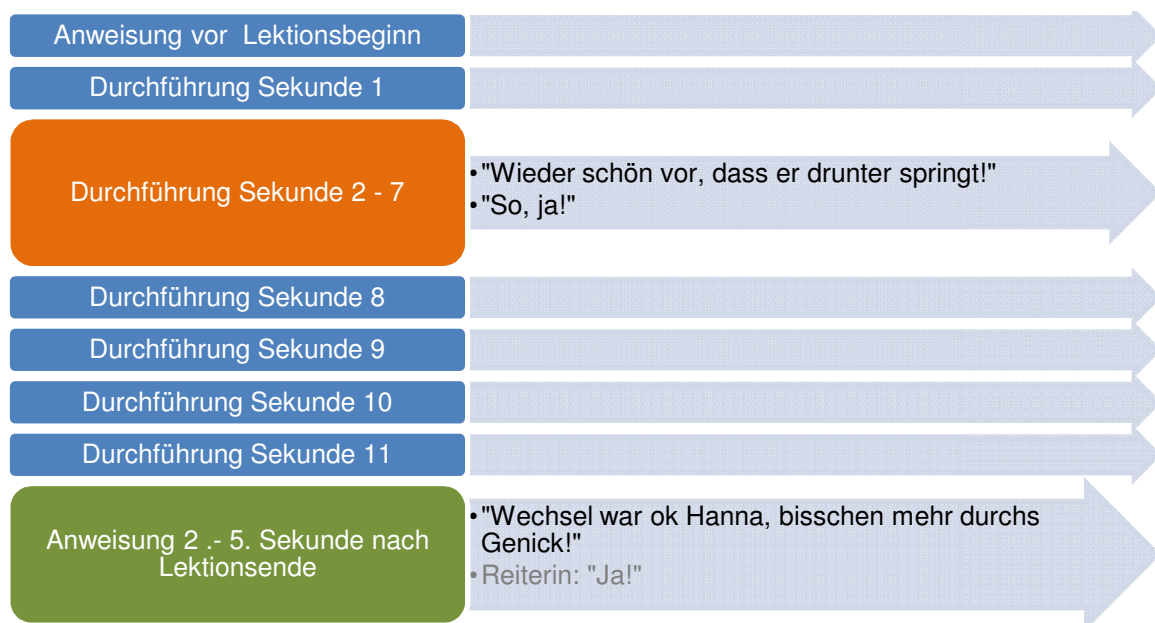 Anweisung vor Lektionsbeginn
Durchführung Sekunde 1
Durchführung Sekunde 2 - 7
•"Wieder schön vor, dass er drunter springt!"
•"So, ja!"
Durchführung Sekunde 8
Durchführung Sekunde 9
Durchführung Sekunde 10
Durchführung Sekunde 11
Anweisung 2 .- 5. Sekunde nach
Lektionsende
•"Wechsel war ok Hanna, bisschen mehr durchs
Genick!"
•Reiterin: "Ja!"